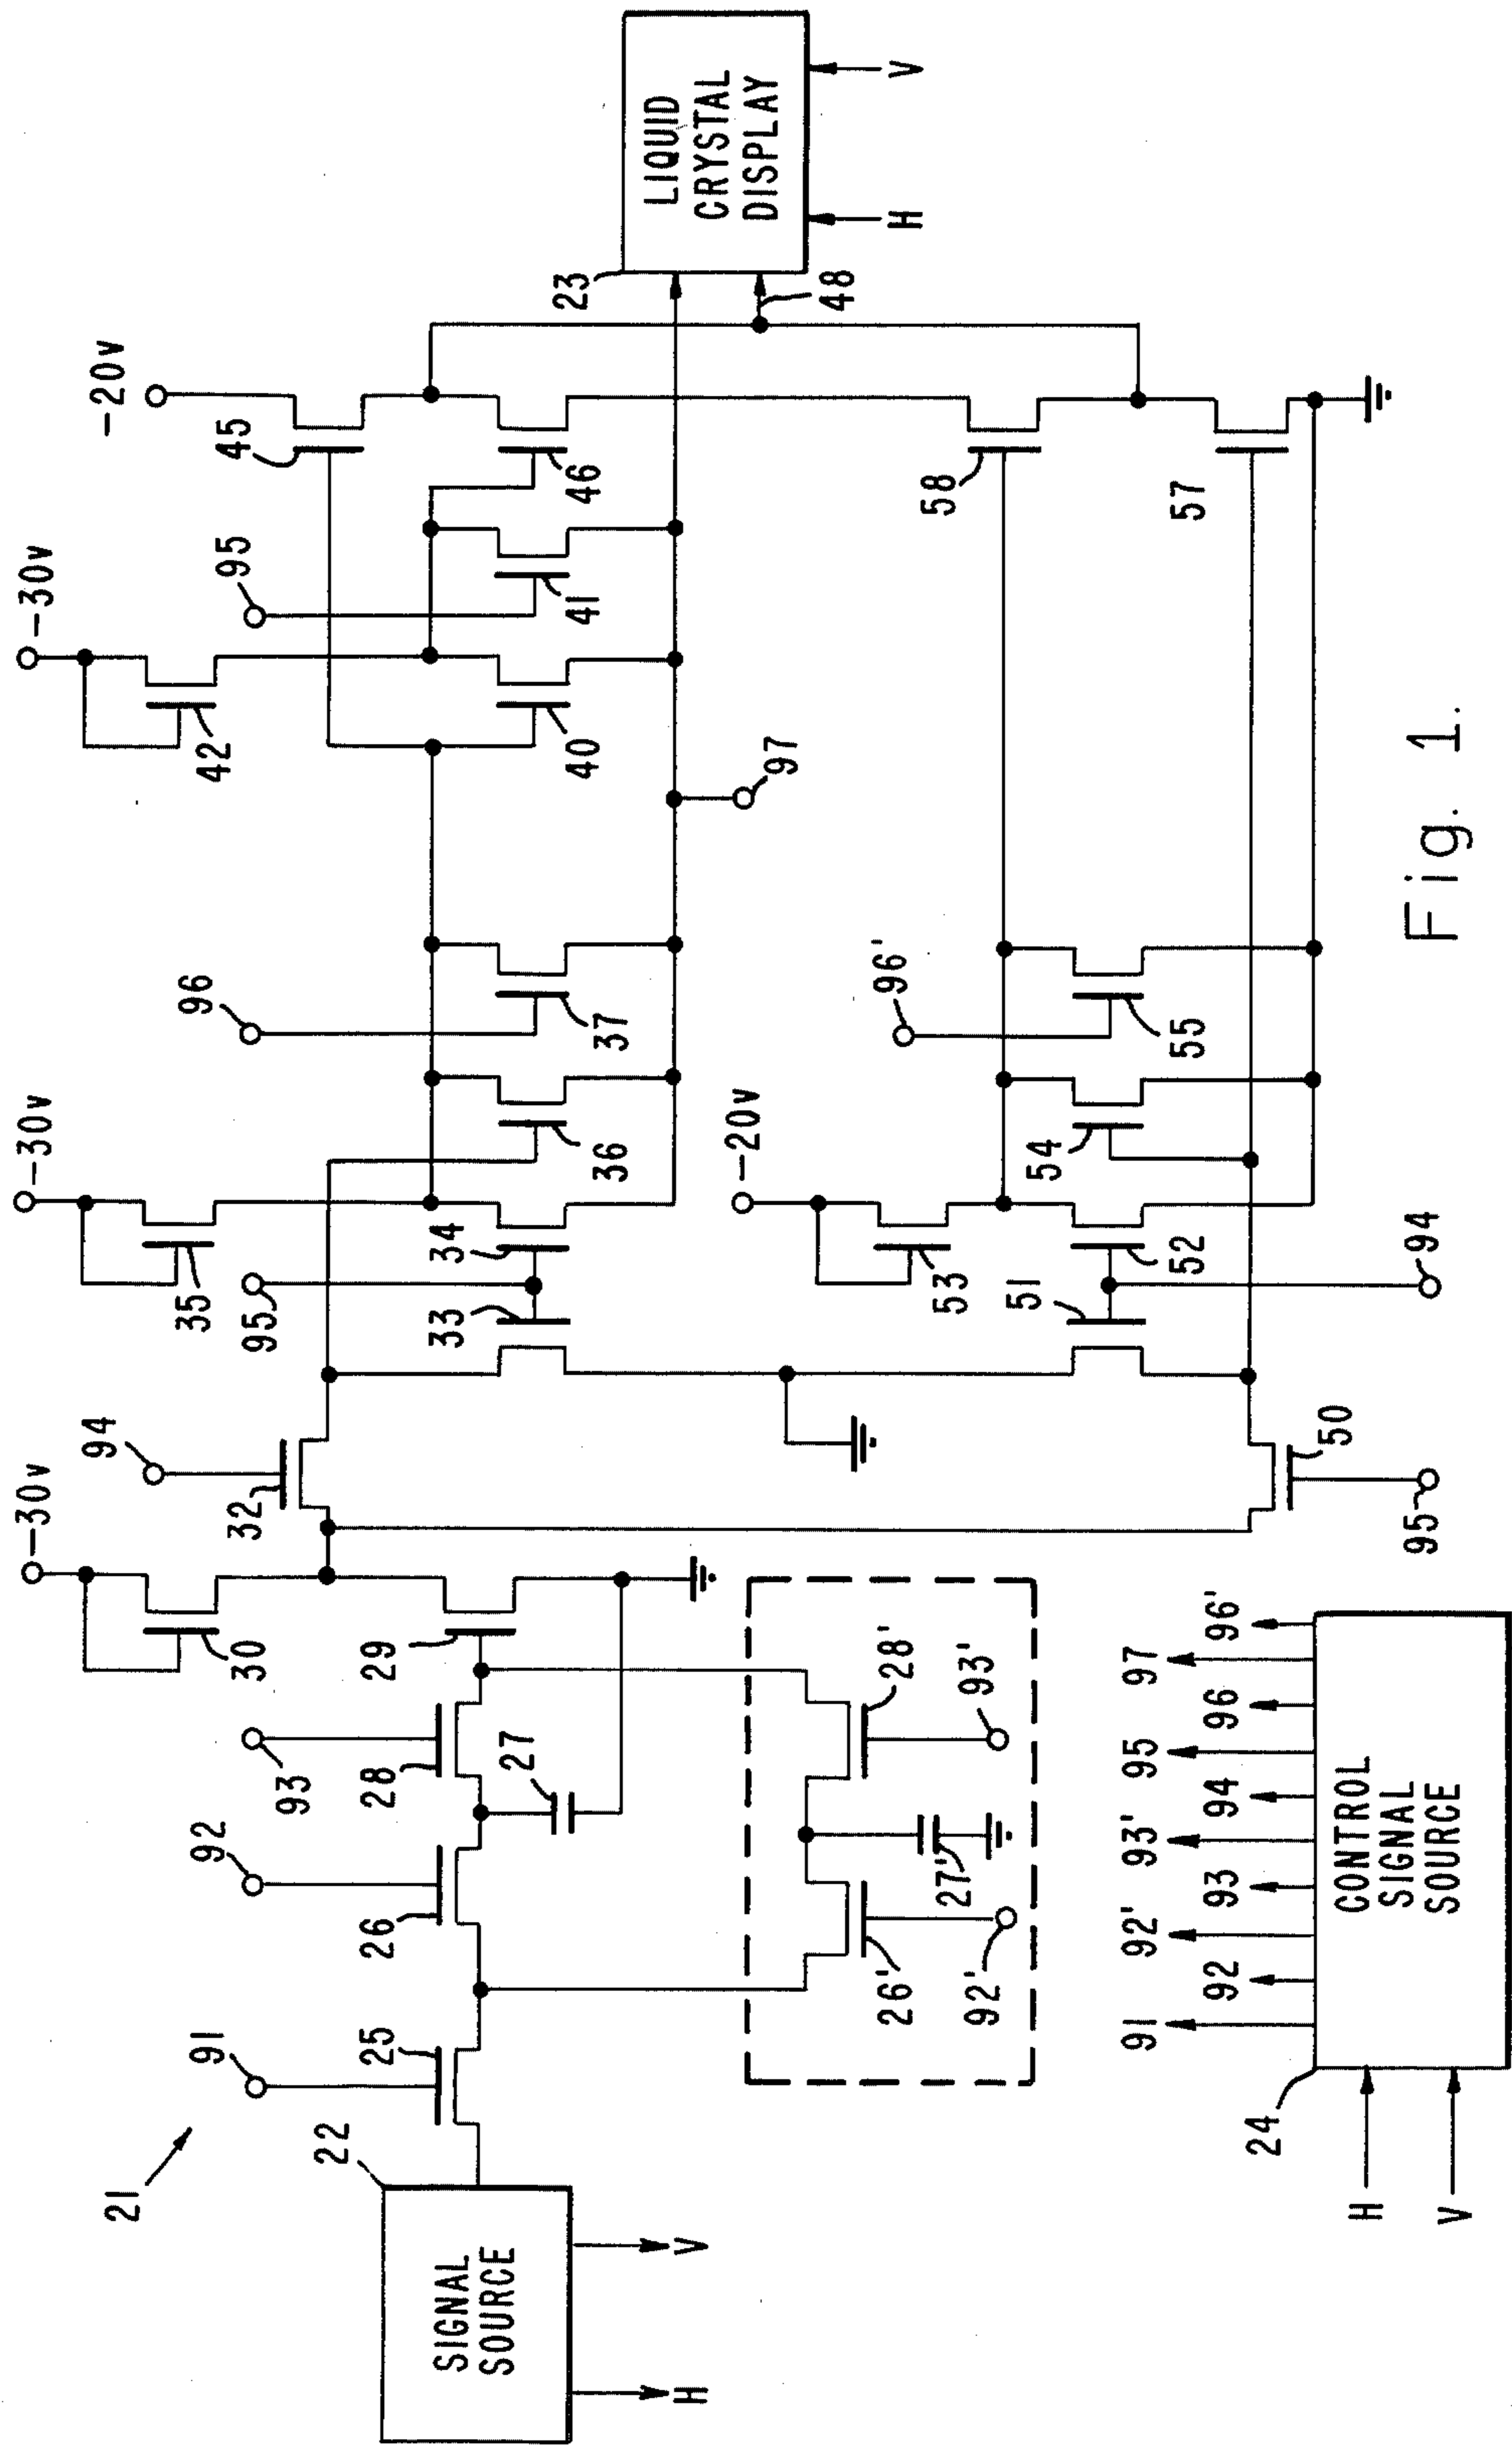 21
SIGNAL
SOURCE
22
H
V
91
25
92
26
93
28
27
-30v
30
29
26'
27'
28'
92'
93'
94
32
95
50
-30v
35
95
33
34
36
96
37
-20v
53
51
52
94
54
55
96'
97
-30v
42
40
95
41
-20v
45
46
58
57
23
48
LIQUID
CRYSTAL
DISPLAY
H
V
24
H
V
CONTROL
SIGNAL
SOURCE
91
92
92'
93
93'
94
95
96
97
96'
Fig. 1.